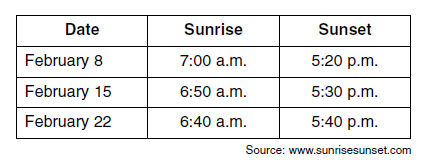 Date Sunrise Sunset
February 8 7:00 a.m. 5:20 p.m.
February 15 6:50 a.m. 5:30 p.m.
February 22 6:40 a.m. 5:40 p.m.
Source: www.sunrisesunset.com